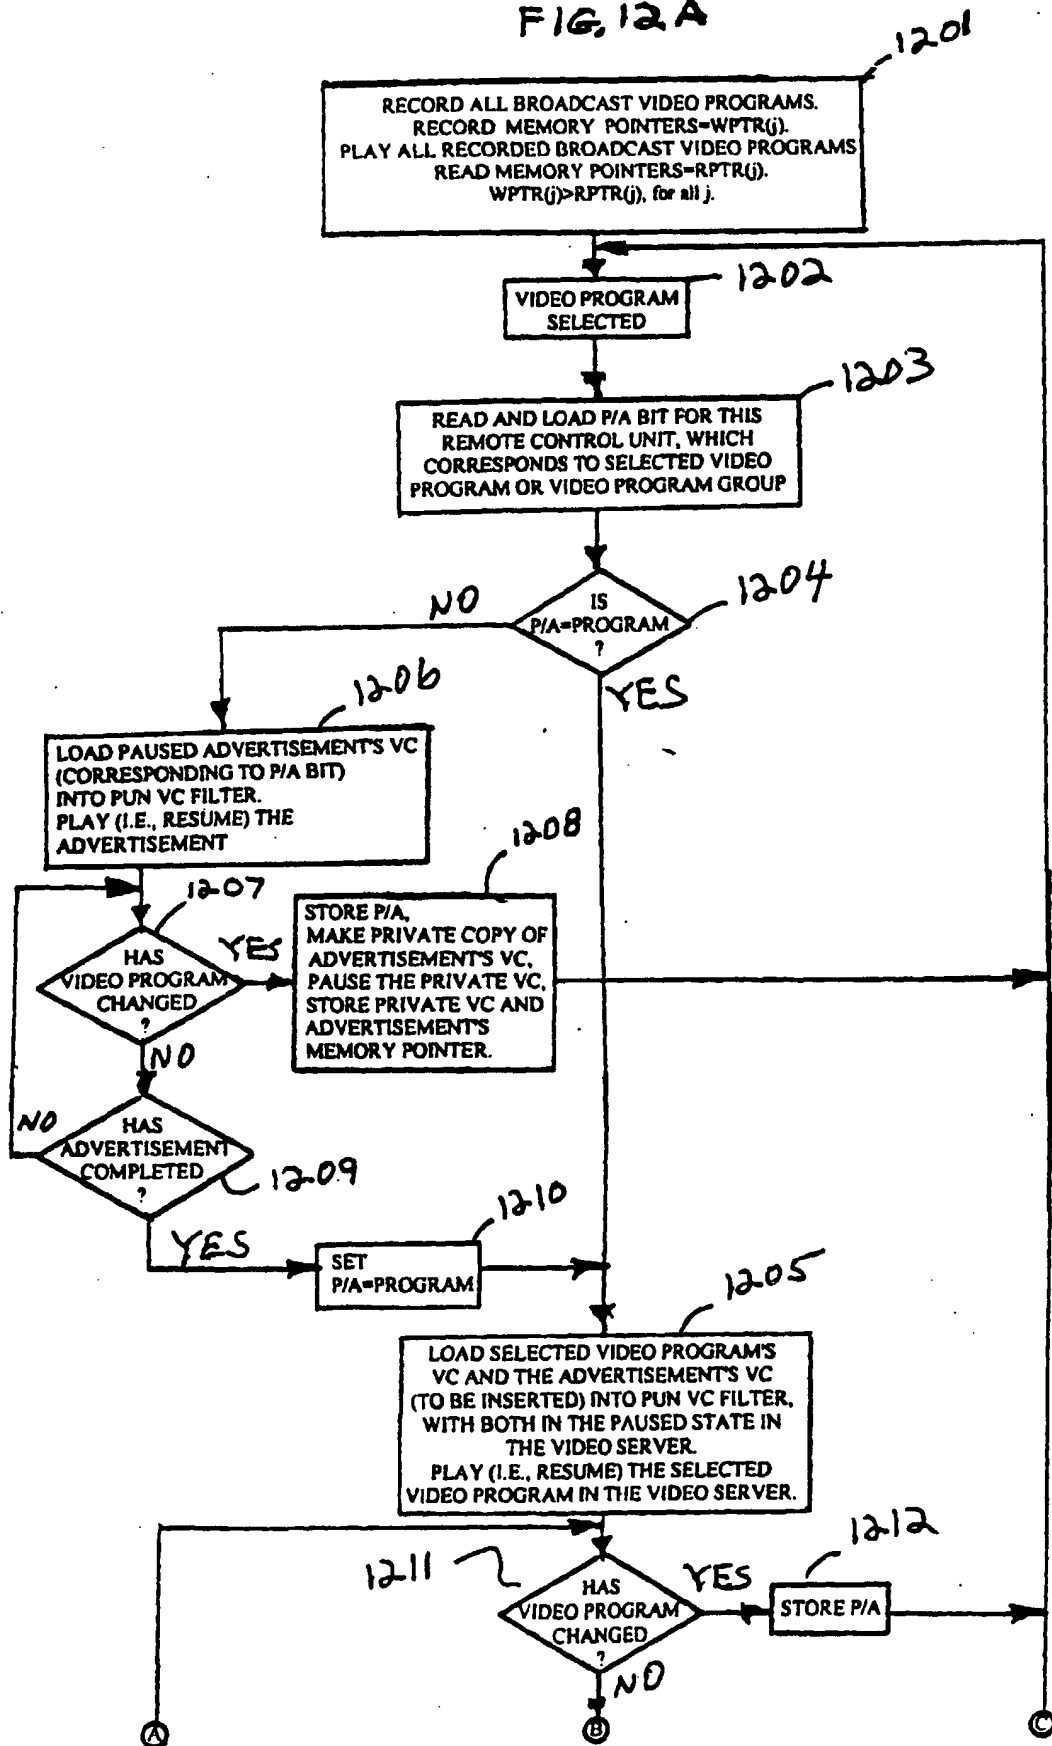 FIG. 12A
1201
RECORD ALL BROADCAST VIDEO PROGRAMS.
RECORD MEMORY POINTERS=WPTR(j).
PLAY ALL RECORDED BROADCAST VIDEO PROGRAMS
READ MEMORY POINTERS=RPTR(j).
WPTR(j)>RPTR(j), for all j.
1202
VIDEO PROGRAM
SELECTED
1203
READ AND LOAD P/A BIT FOR THIS
REMOTE CONTROL UNIT, WHICH
CORRESPONDS TO SELECTED VIDEO
PROGRAM OR VIDEO PROGRAM GROUP
1204
IS
P/A=PROGRAM
?
NO
YES
1206
LOAD PAUSED ADVERTISEMENT'S VC
(CORRESPONDING TO P/A BIT)
INTO PUN VC FILTER.
PLAY (I.E., RESUME) THE
ADVERTISEMENT
1207
HAS
VIDEO PROGRAM
CHANGED
?
YES
NO
1208
STORE P/A,
MAKE PRIVATE COPY OF
ADVERTISEMENT'S VC,
PAUSE THE PRIVATE VC,
STORE PRIVATE VC AND
ADVERTISEMENT'S
MEMORY POINTER.
NO
HAS
ADVERTISEMENT
COMPLETED
?
1209
YES
1210
SET
P/A=PROGRAM
1205
LOAD SELECTED VIDEO PROGRAM'S
VC AND THE ADVERTISEMENT'S VC
(TO BE INSERTED) INTO PUN VC FILTER,
WITH BOTH IN THE PAUSED STATE IN
THE VIDEO SERVER.
PLAY (I.E., RESUME) THE SELECTED
VIDEO PROGRAM IN THE VIDEO SERVER.
1211
HAS
VIDEO PROGRAM
CHANGED
?
YES
1212
STORE P/A
NO
A
B
C